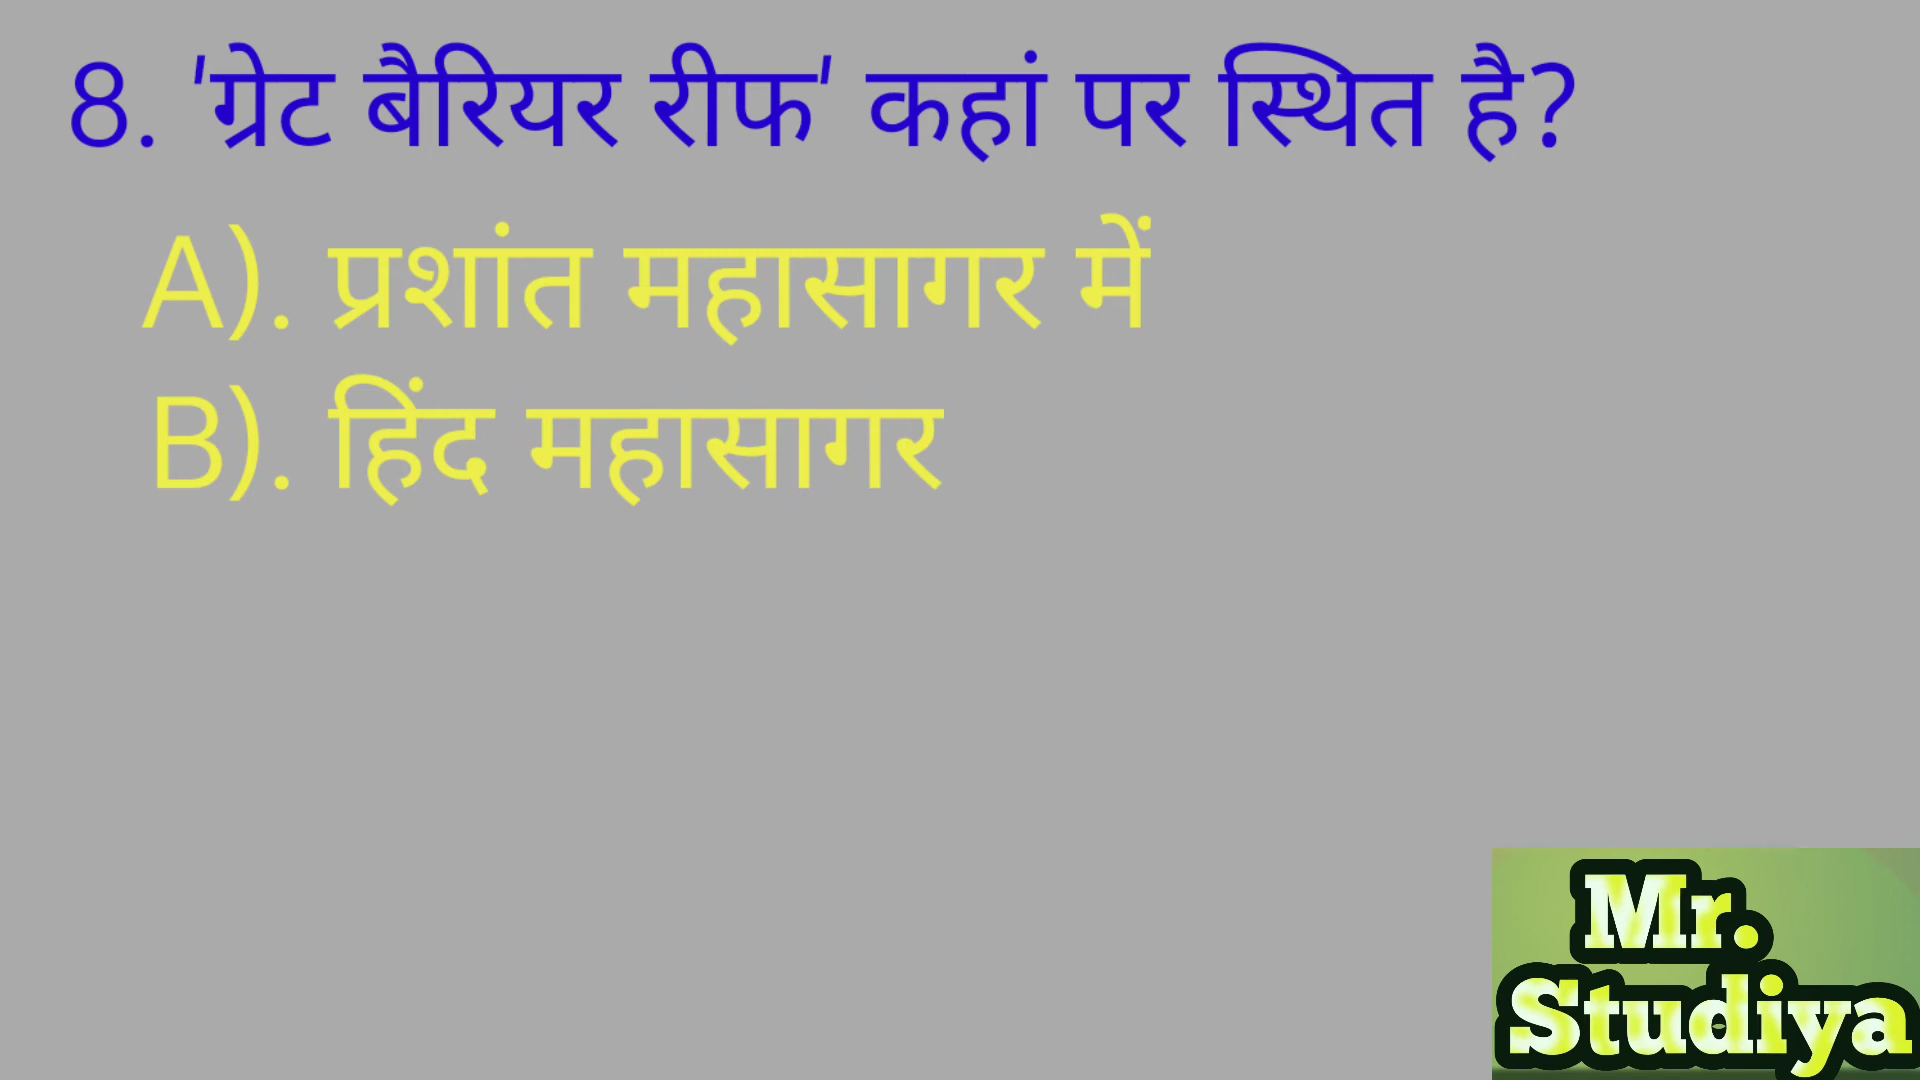 8. 'ग्रेट बैरियर रीफ' कहां पर स्थित है?
A). प्रशांत महासागर में
B). हिंद महासागर
Mr.
Studiya